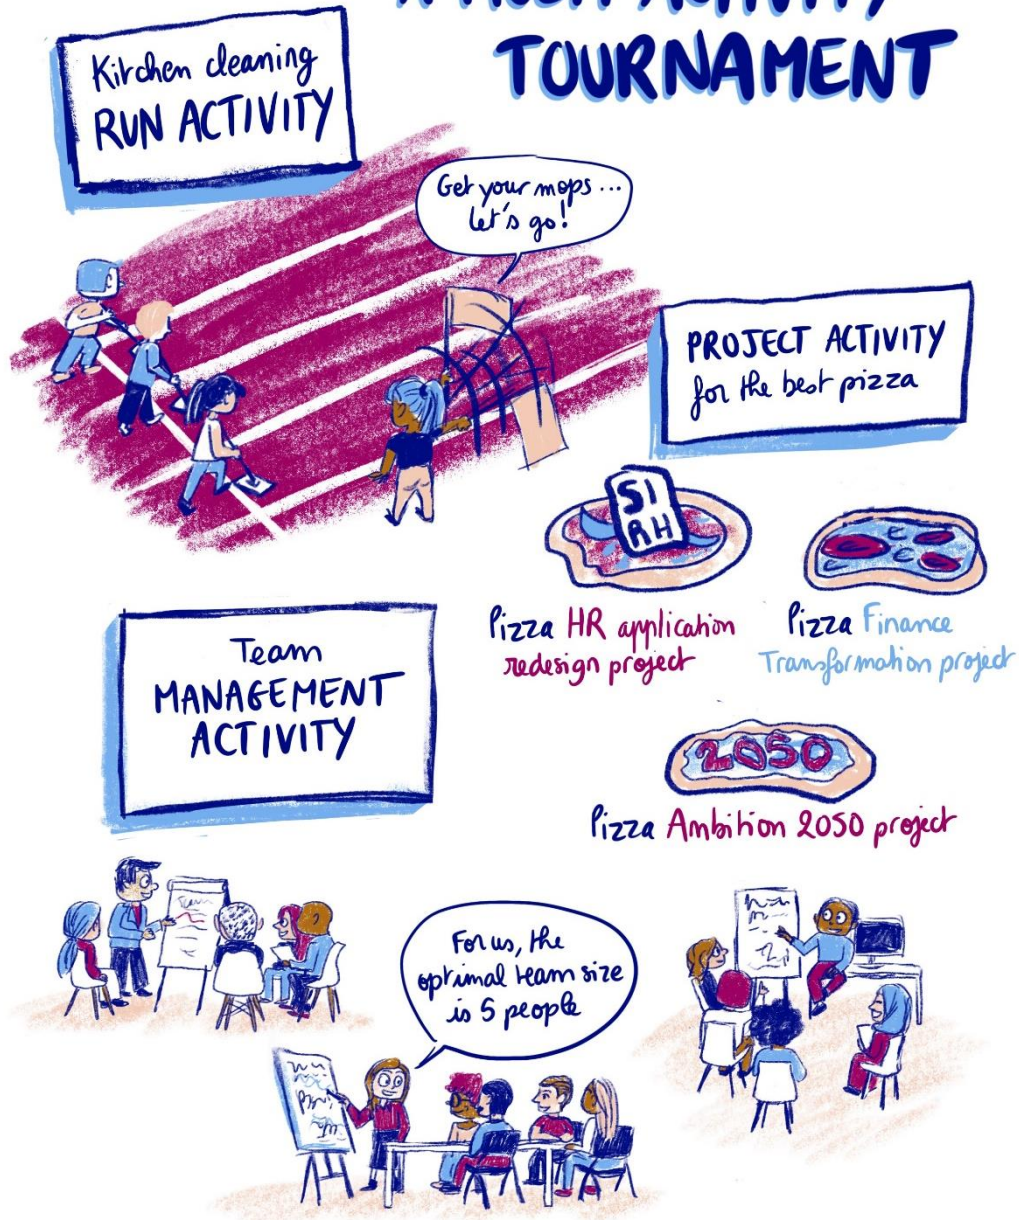 ACTIVITY
TOURNAMENT
Kitchen cleaning
RUN ACTIVITY
Get your mops...
let's go!
PROJECT ACTIVITY
for the best pizza
SI
RH
Pizza HR application
redesign project
Pizza Finance
Transformation project
2050
Pizza Ambition 2050 project
Team
MANAGEMENT
ACTIVITY
Team
For us, the
optimal team size
is 5 people